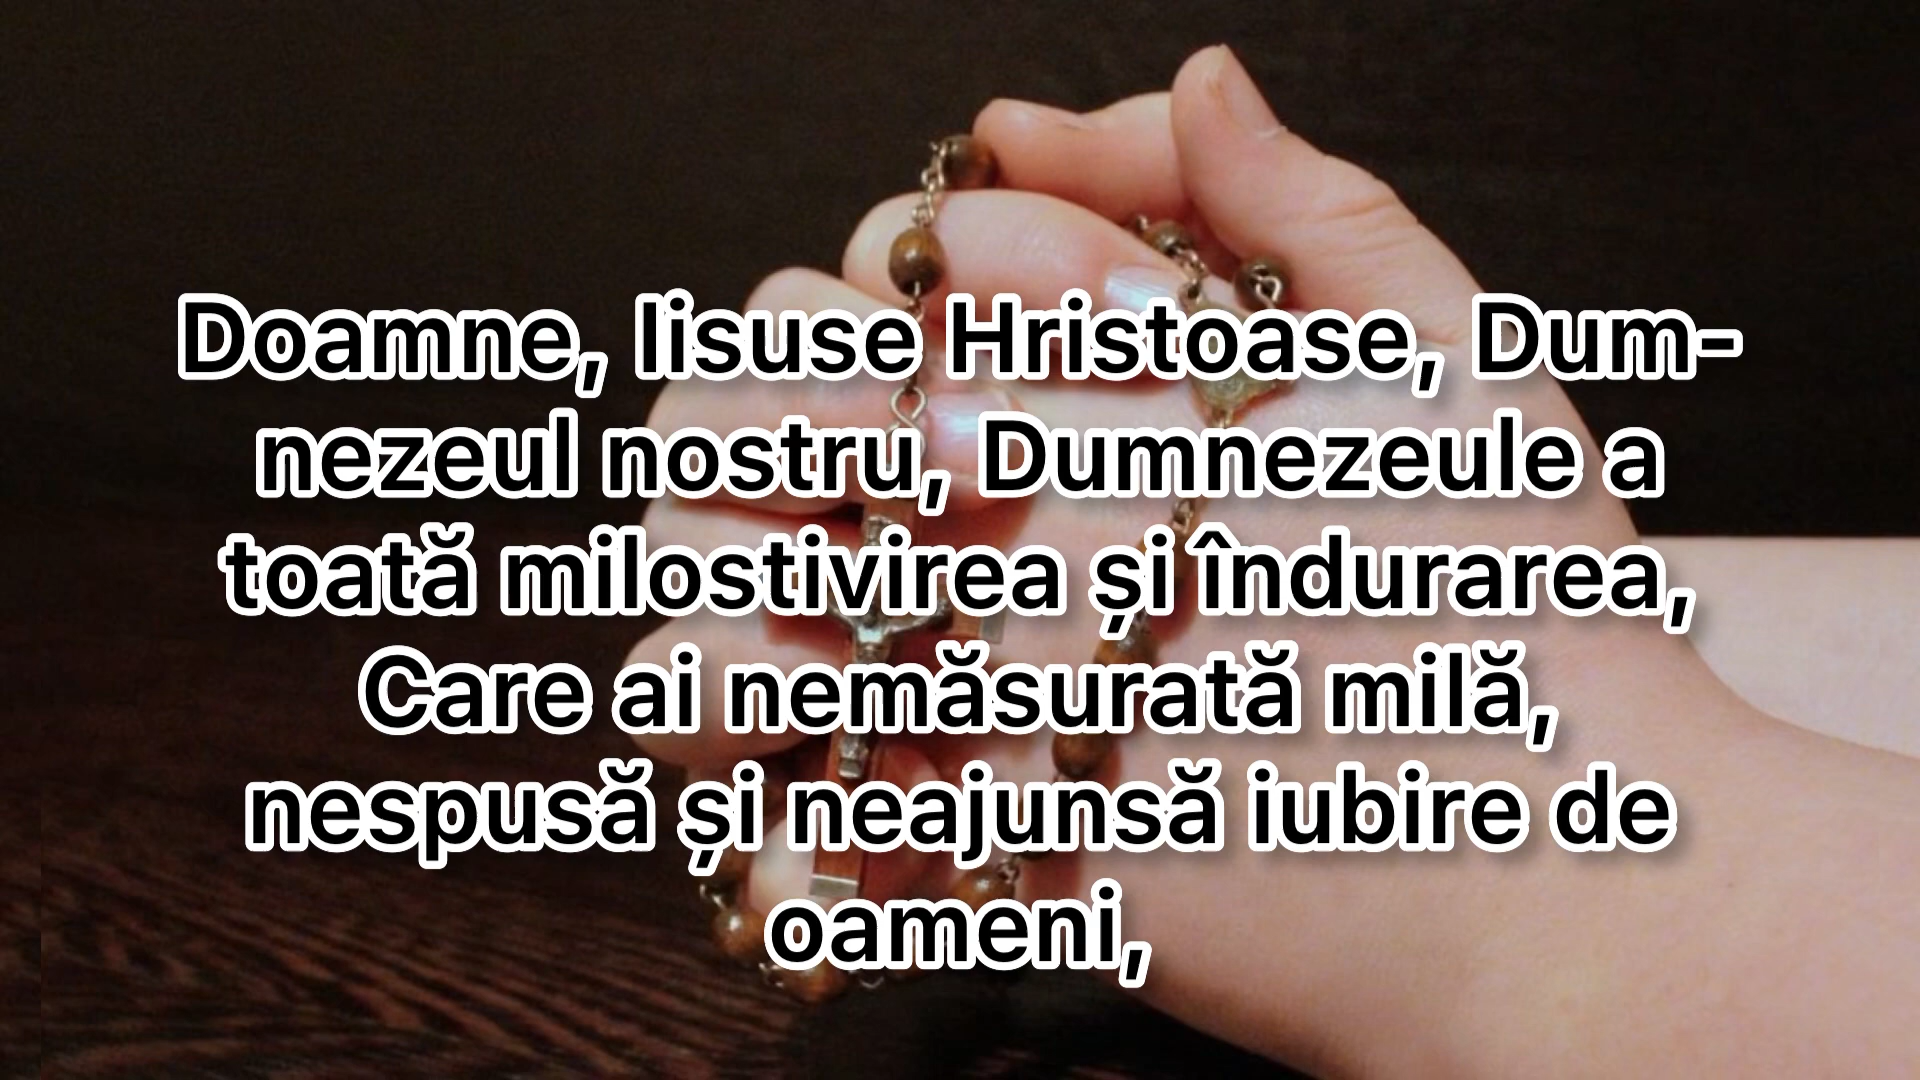 Doamne, Iisuse Hristoase, Dum-
nezeul nostru, Dumnezeule a
toată milostivirea și îndurarea,
Care ai nemăsurată milă,
nespusă și neajunsă iubire de
oameni,